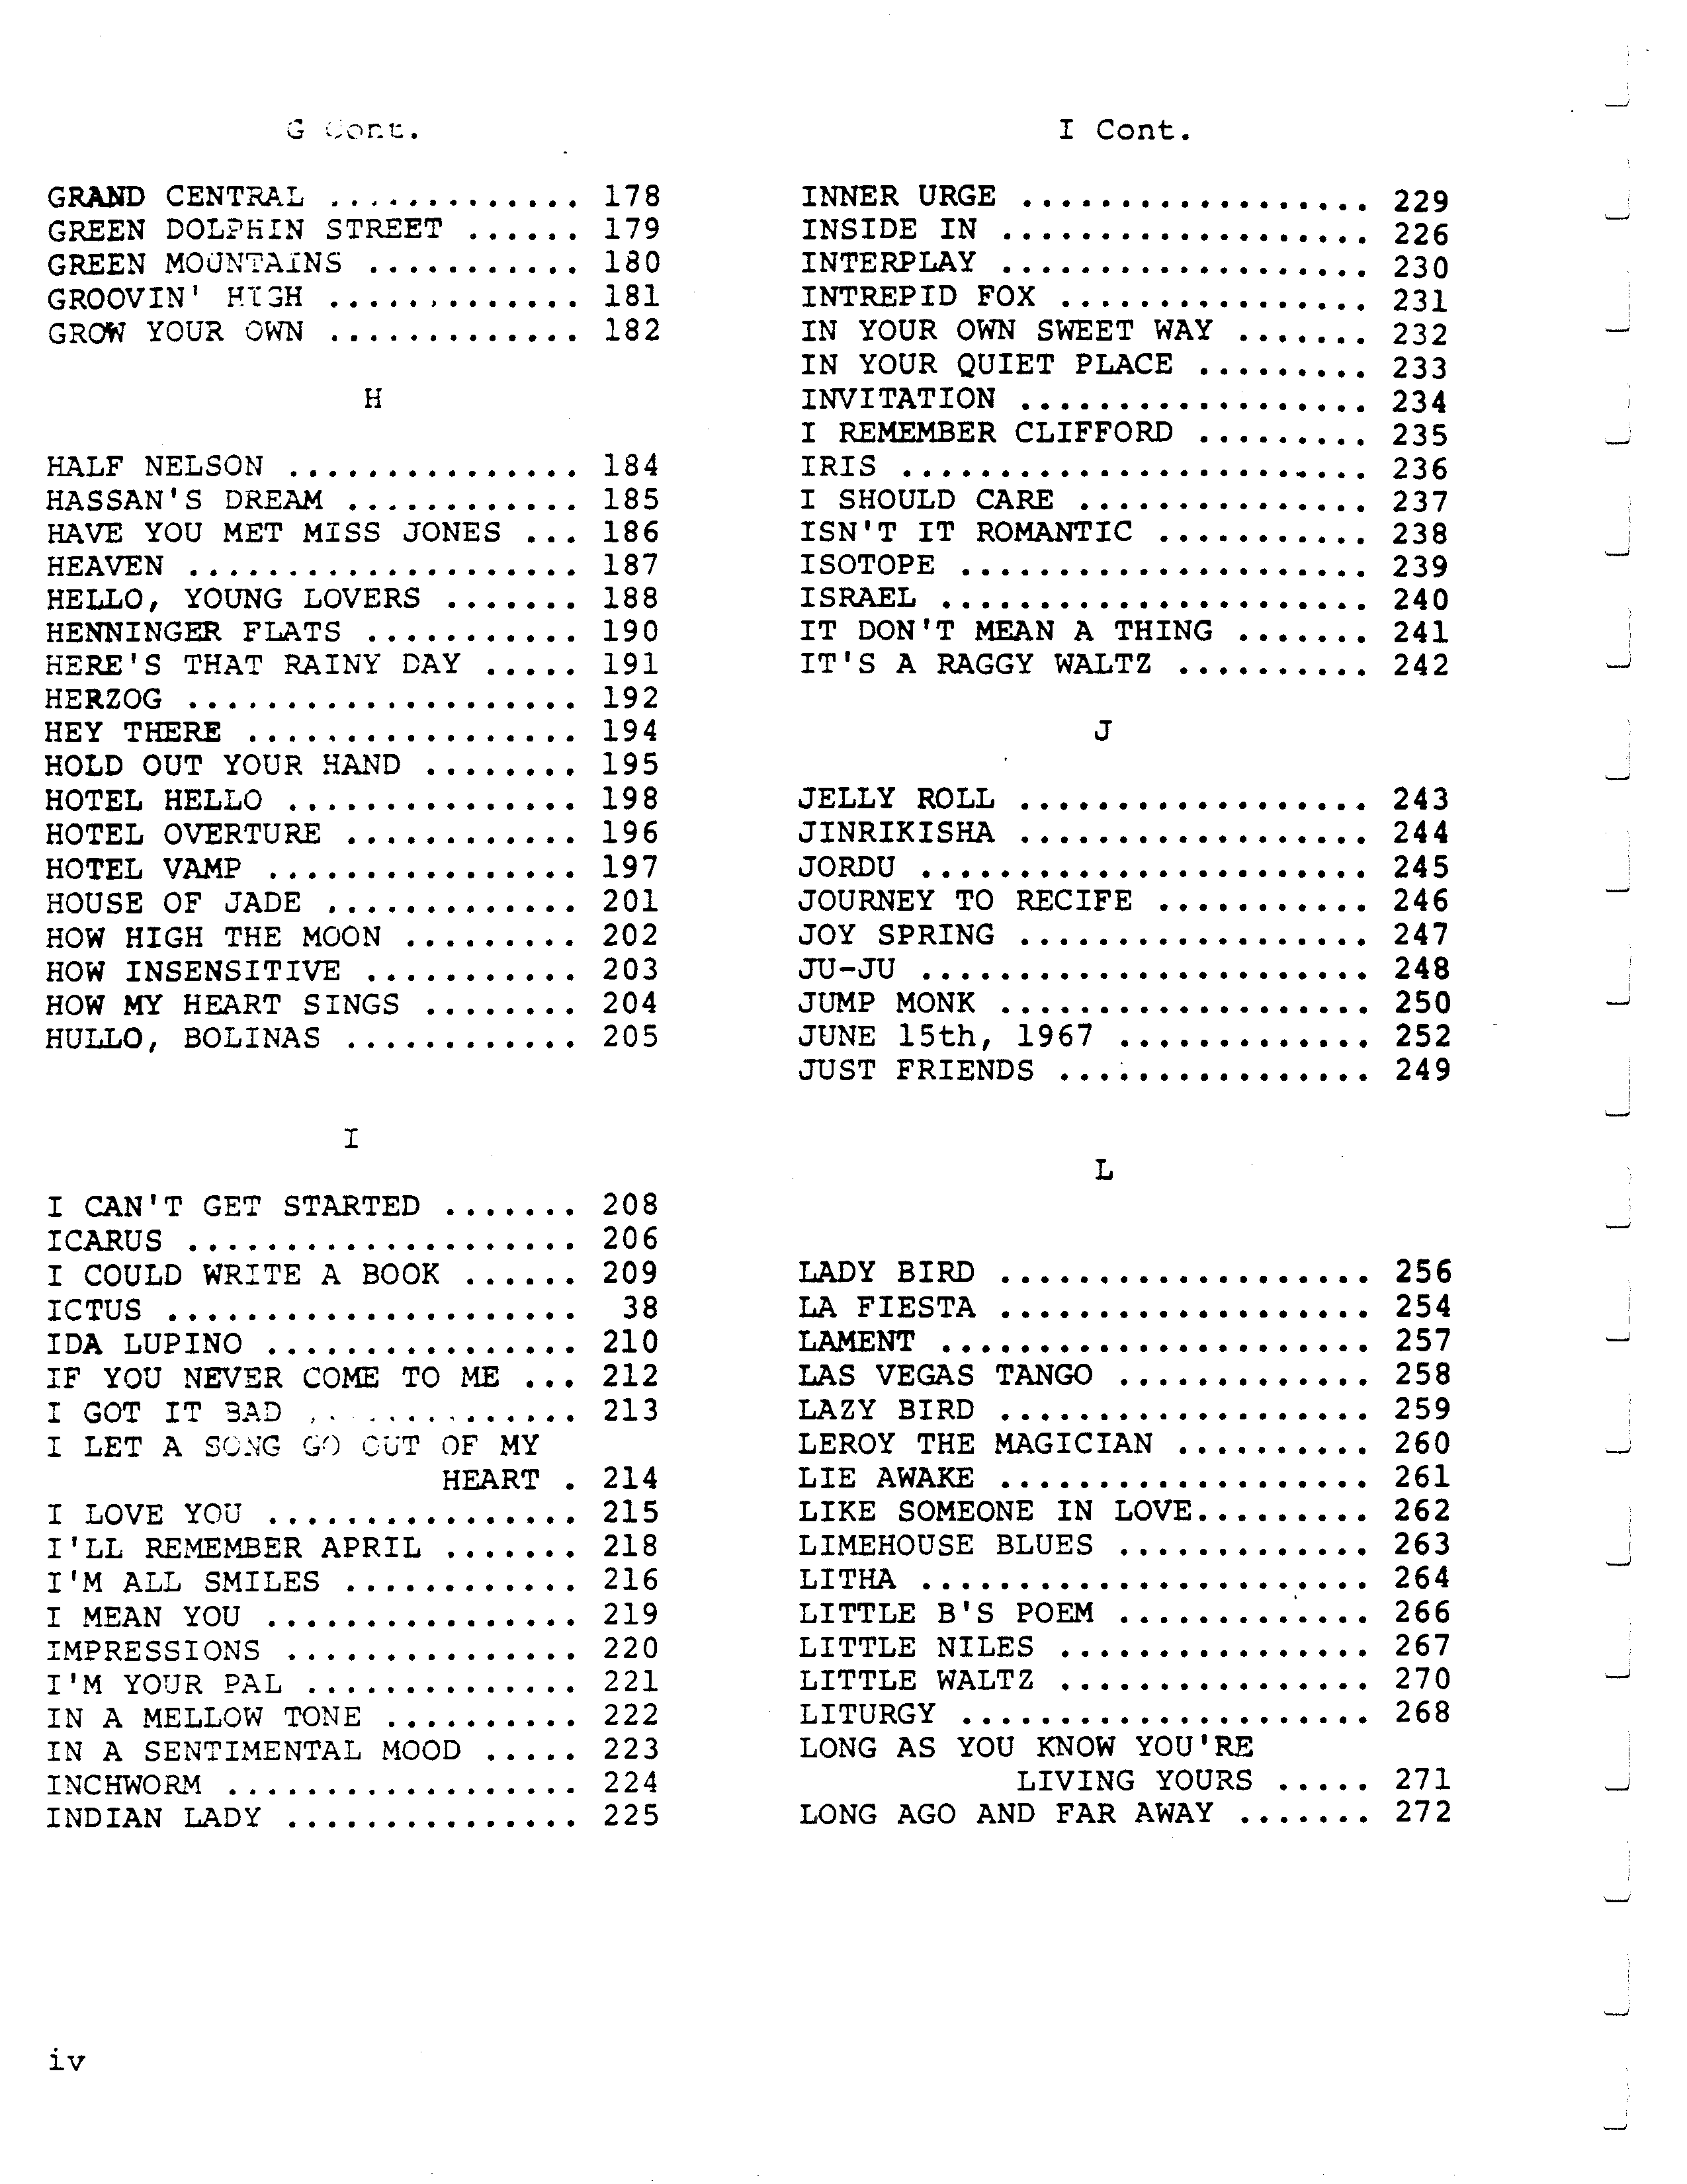 G Cont.
GRAND CENTRAL ............. 178
GREEN DOLPHIN STREET ...... 179
GREEN MOUNTAINS ........... 180
GROOVIN' HIGH ............. 181
GROW YOUR OWN ............. 182
H
HALF NELSON ............... 184
HASSAN'S DREAM ............ 185
HAVE YOU MET MISS JONES ... 186
HEAVEN .................... 187
HELLO, YOUNG LOVERS ....... 188
HENNINGER FLATS ........... 190
HERE'S THAT RAINY DAY ..... 191
HERZOG .................... 192
HEY THERE ................. 194
HOLD OUT YOUR HAND ........ 195
HOTEL HELLO ............... 198
HOTEL OVERTURE ............ 196
HOTEL VAMP ................ 197
HOUSE OF JADE ............. 201
HOW HIGH THE MOON ......... 202
HOW INSENSITIVE ........... 203
HOW MY HEART SINGS ........ 204
HULLO, BOLINAS ............ 205
I
I CAN'T GET STARTED ....... 208
ICARUS .................... 206
I COULD WRITE A BOOK ...... 209
ICTUS ..................... 38
IDA LUPINO ................ 210
IF YOU NEVER COME TO ME ... 212
I GOT IT BAD .............. 213
I LET A SONG GO OUT OF MY
HEART . 214
I LOVE YOU ................ 215
I'LL REMEMBER APRIL ....... 218
I'M ALL SMILES ............ 216
I MEAN YOU ................ 219
IMPRESSIONS ............... 220
I'M YOUR PAL .............. 221
IN A MELLOW TONE .......... 222
IN A SENTIMENTAL MOOD ..... 223
INCHWORM .................. 224
INDIAN LADY ............... 225
I Cont.
INNER URGE .................. 229
INSIDE IN ................... 226
INTERPLAY ................... 230
INTREPID FOX ................ 231
IN YOUR OWN SWEET WAY ....... 232
IN YOUR QUIET PLACE ......... 233
INVITATION .................. 234
I REMEMBER CLIFFORD ......... 235
IRIS ........................ 236
I SHOULD CARE ............... 237
ISN'T IT ROMANTIC ........... 238
ISOTOPE ..................... 239
ISRAEL ...................... 240
IT DON'T MEAN A THING ....... 241
IT'S A RAGGY WALTZ .......... 242
J
JELLY ROLL .................. 243
JINRIKISHA .................. 244
JORDU ....................... 245
JOURNEY TO RECIFE ........... 246
JOY SPRING .................. 247
JU-JU ....................... 248
JUMP MONK ................... 250
JUNE 15th, 1967 ............. 252
JUST FRIENDS ................ 249
L
LADY BIRD ................... 256
LA FIESTA ................... 254
LAMENT ...................... 257
LAS VEGAS TANGO ............. 258
LAZY BIRD ................... 259
LEROY THE MAGICIAN .......... 260
LIE AWAKE ................... 261
LIKE SOMEONE IN LOVE......... 262
LIMEHOUSE BLUES ............. 263
LITHA ....................... 264
LITTLE B'S POEM ............. 266
LITTLE NILES ................ 267
LITTLE WALTZ ................ 270
LITURGY ..................... 268
LONG AS YOU KNOW YOU'RE
LIVING YOURS ..... 271
LONG AGO AND FAR AWAY ....... 272
iv